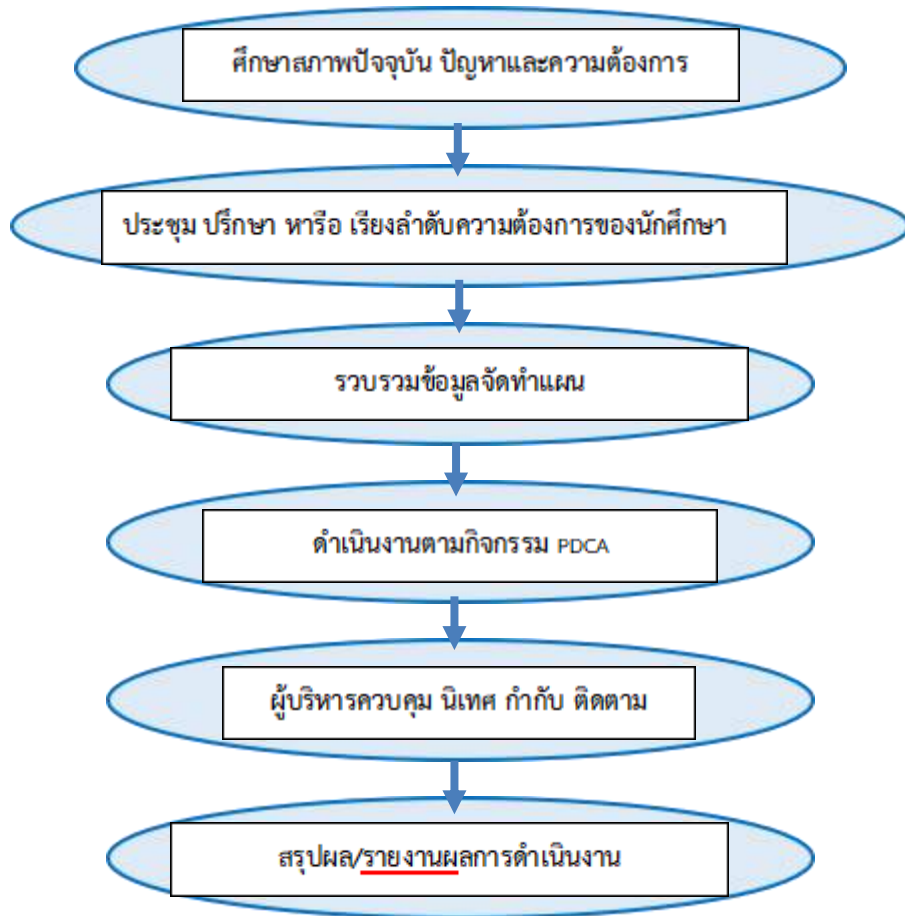 ศึกษาสภาพปัจจุบัน ปัญหาและความต้องการ
ประชุม ปรึกษา หารือ เรียงลำดับความต้องการของนักศึกษา
รวบรวมข้อมูลจัดทำแผน
ดำเนินงานตามกิจกรรม PDCA
ผู้บริหารควบคุม นิเทศ กำกับ ติดตาม
สรุปผล/รายงานผลการดำเนินงาน